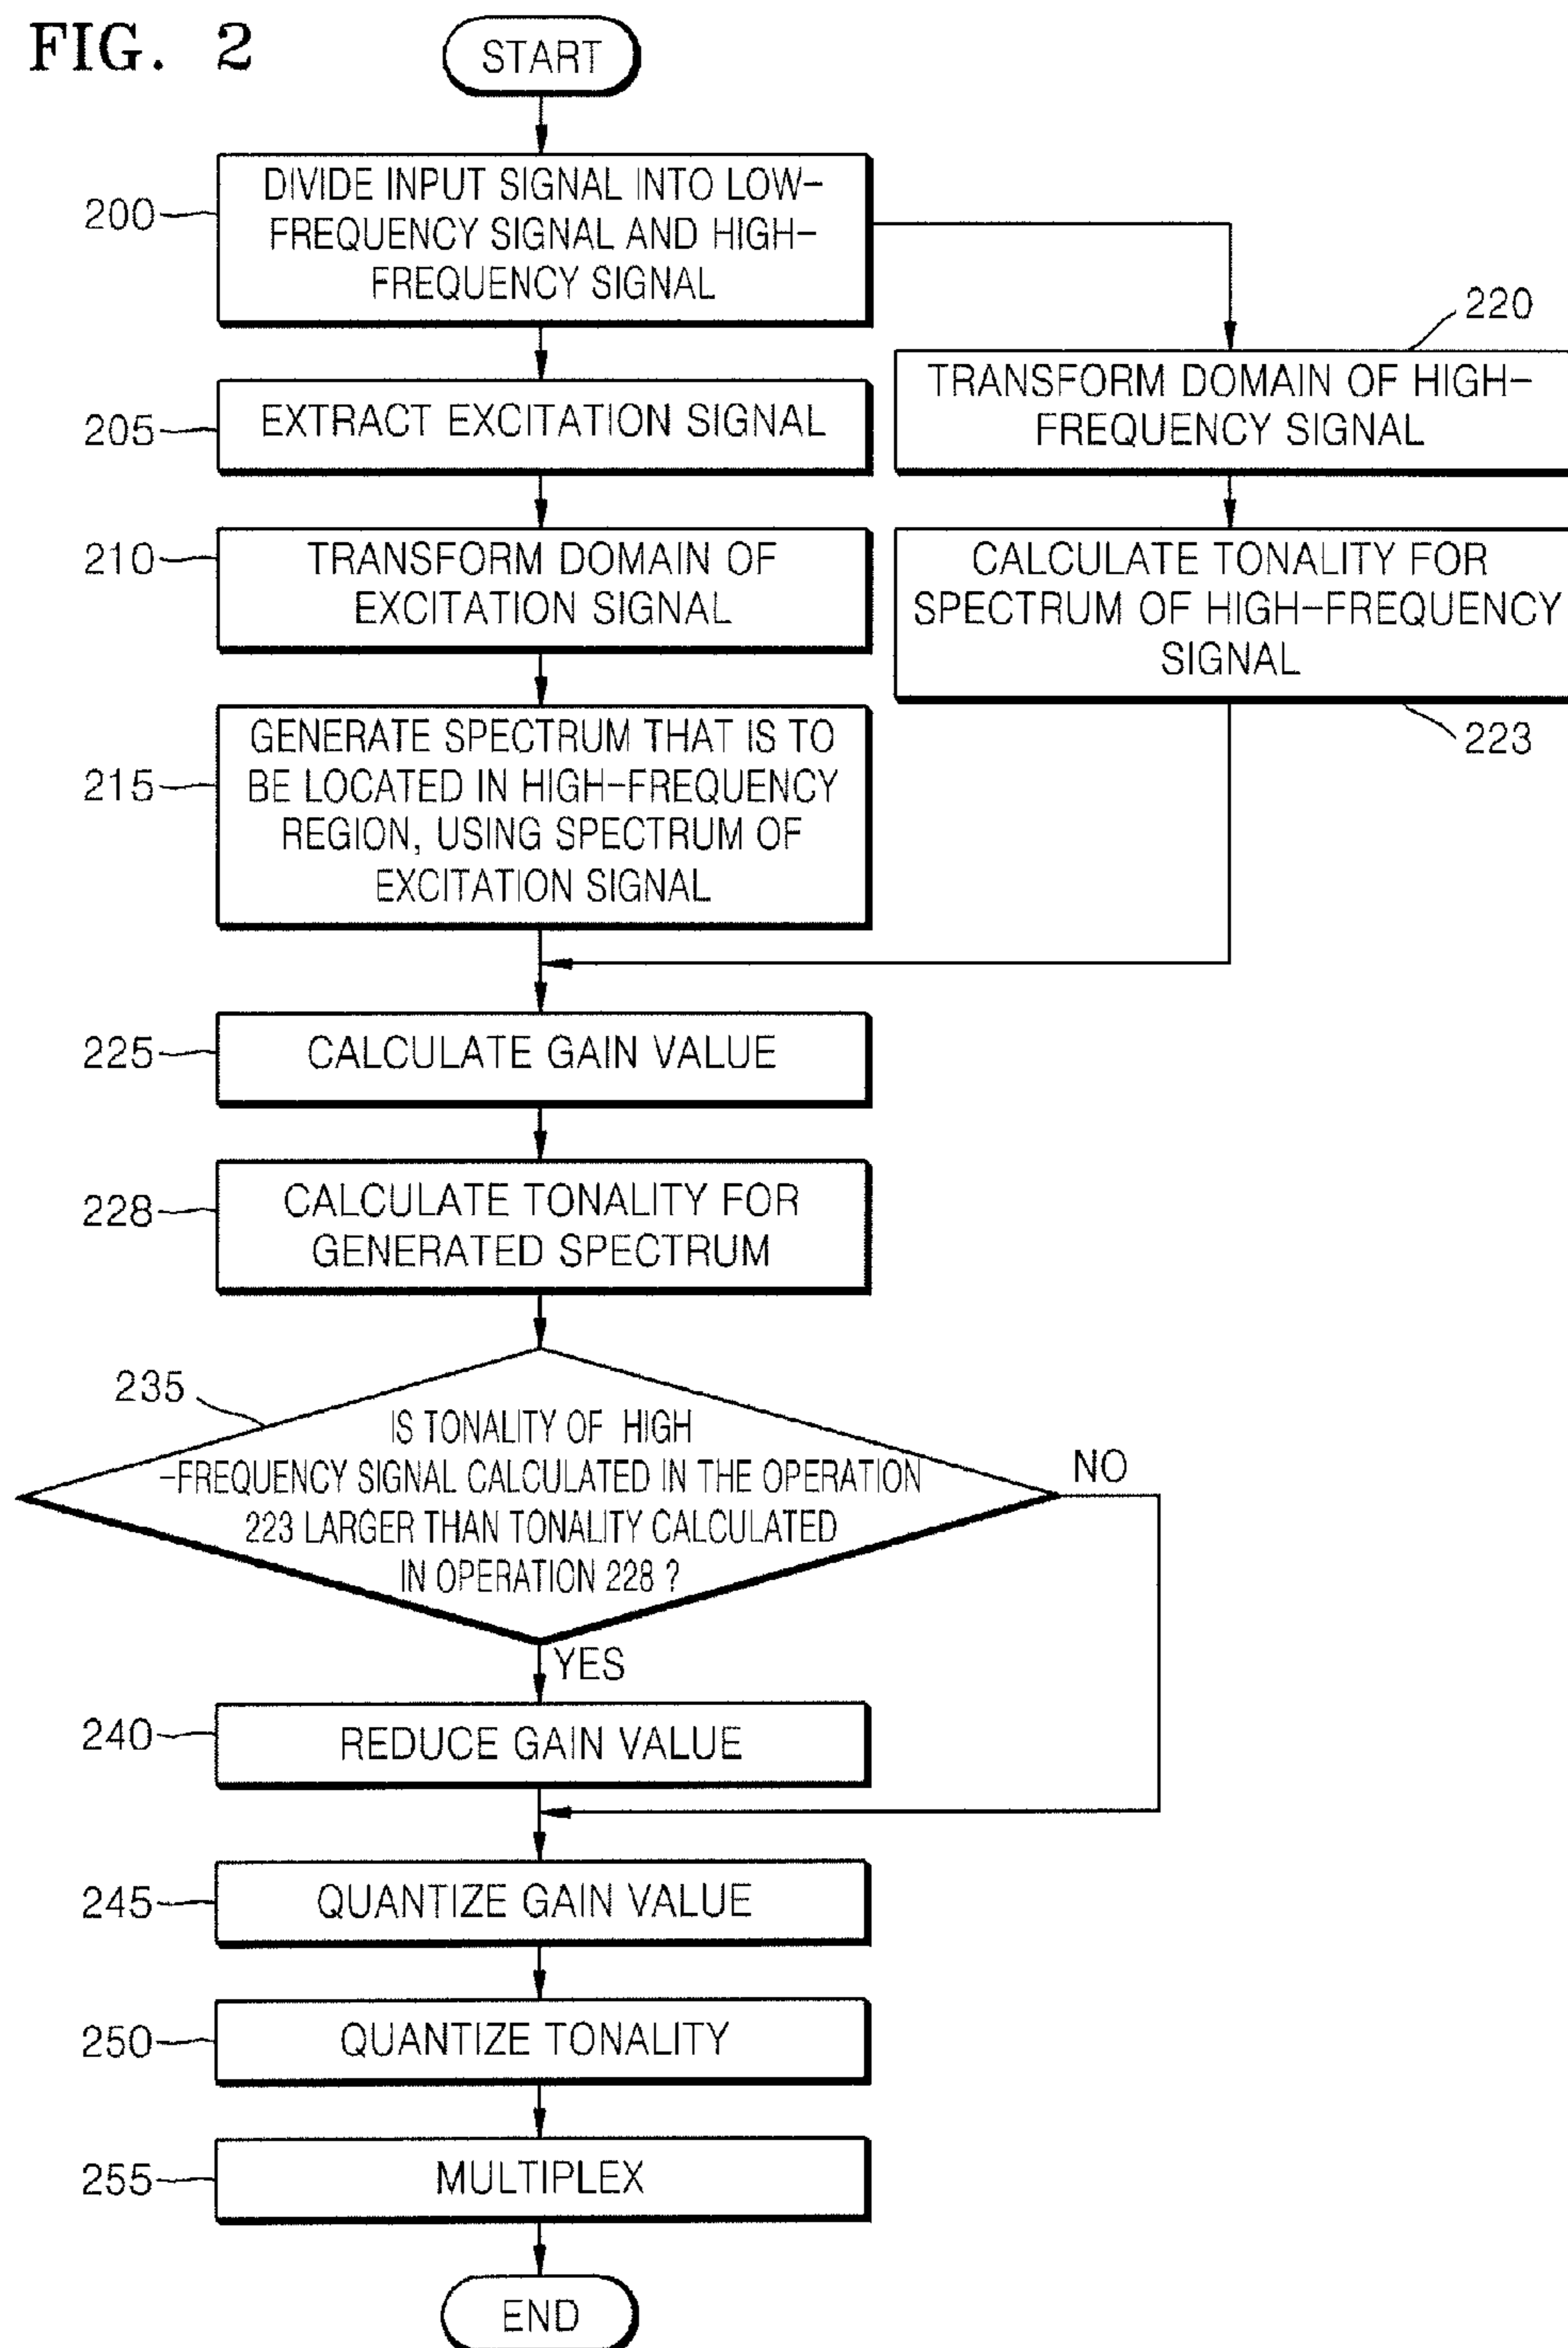 FIG. 2
START
200
DIVIDE INPUT SIGNAL INTO LOW-
FREQUENCY SIGNAL AND HIGH-
FREQUENCY SIGNAL
220
TRANSFORM DOMAIN OF HIGH-
FREQUENCY SIGNAL
205
EXTRACT EXCITATION SIGNAL
210
TRANSFORM DOMAIN OF
EXCITATION SIGNAL
CALCULATE TONALITY FOR
SPECTRUM OF HIGH-FREQUENCY
SIGNAL
223
215
GENERATE SPECTRUM THAT IS TO
BE LOCATED IN HIGH-FREQUENCY
REGION, USING SPECTRUM OF
EXCITATION SIGNAL
225
CALCULATE GAIN VALUE
228
CALCULATE TONALITY FOR
GENERATED SPECTRUM
235
IS TONALITY OF HIGH
-FREQUENCY SIGNAL CALCULATED IN THE OPERATION
223 LARGER THAN TONALITY CALCULATED
IN OPERATION 228 ?
NO
YES
240
REDUCE GAIN VALUE
245
QUANTIZE GAIN VALUE
250
QUANTIZE TONALITY
255
MULTIPLEX
END